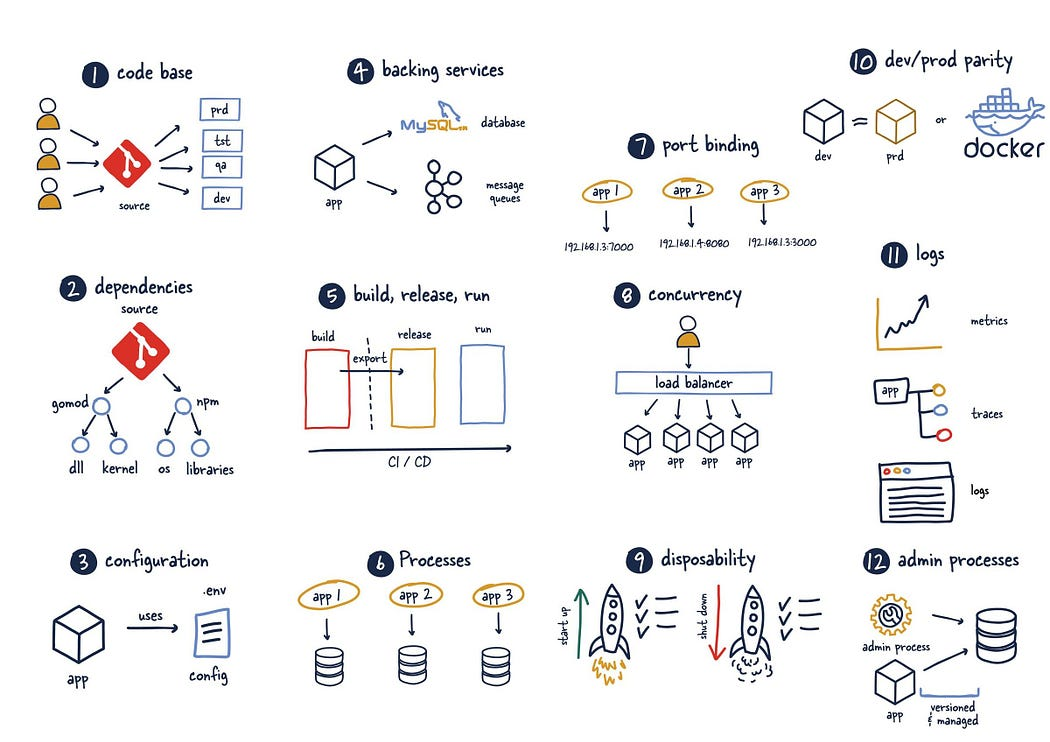 1 code base
prd
tst
qa
dev
source
2 dependencies
source
gomod
npm
dll
kernel
os
libraries
3 configuration
.env
uses
app
config
4 backing services
MySQL
database
app
message
queues
5 build, release, run
build
release
run
export
CI / CD
6 Processes
app 1
app 2
app 3
7 port binding
app 1
app 2
app 3
192.168.1.3:7000
192.168.1.4:8080
192.168.1.3:3000
8 concurrency
load balancer
app
app
app
app
9 disposability
start up
shut down
10 dev/prod parity
=
or
docker
dev
prd
11 logs
metrics
app
traces
logs
12 admin processes
admin process
app
versioned
& managed